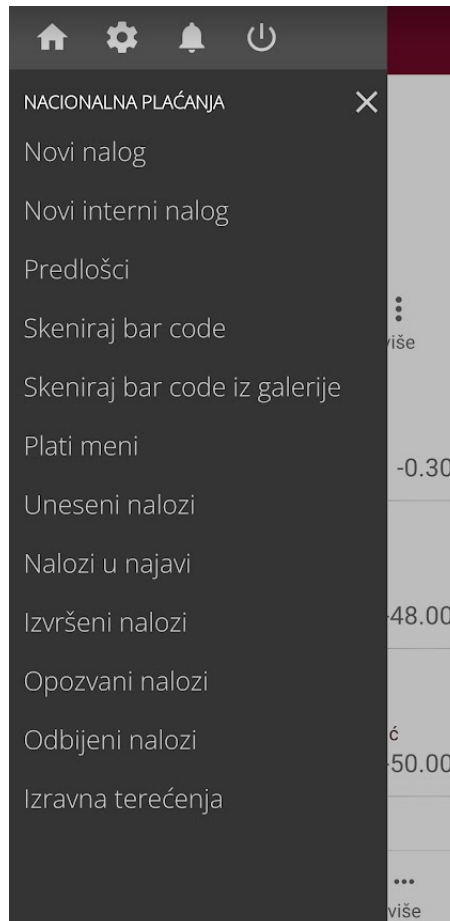 NACIONALNA PLAĆANJA
Novi nalog
Novi interni nalog
Predlošci
Skeniraj bar code
više
Skeniraj bar code iz galerije
Plati meni
-0.30
Uneseni nalozi
Nalozi u najavi
Izvršeni nalozi
-48.00
Opozvani nalozi
Odbijeni nalozi
ć
-50.00
Izravna terećenja
više